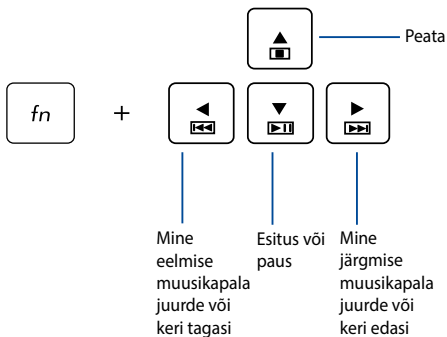 Peata
fn +
Mine
eelmise
muusikapala
juurde või
keri tagasi
Esitus või
paus
Mine
järgmise
muusikapala
juurde või
keri edasi